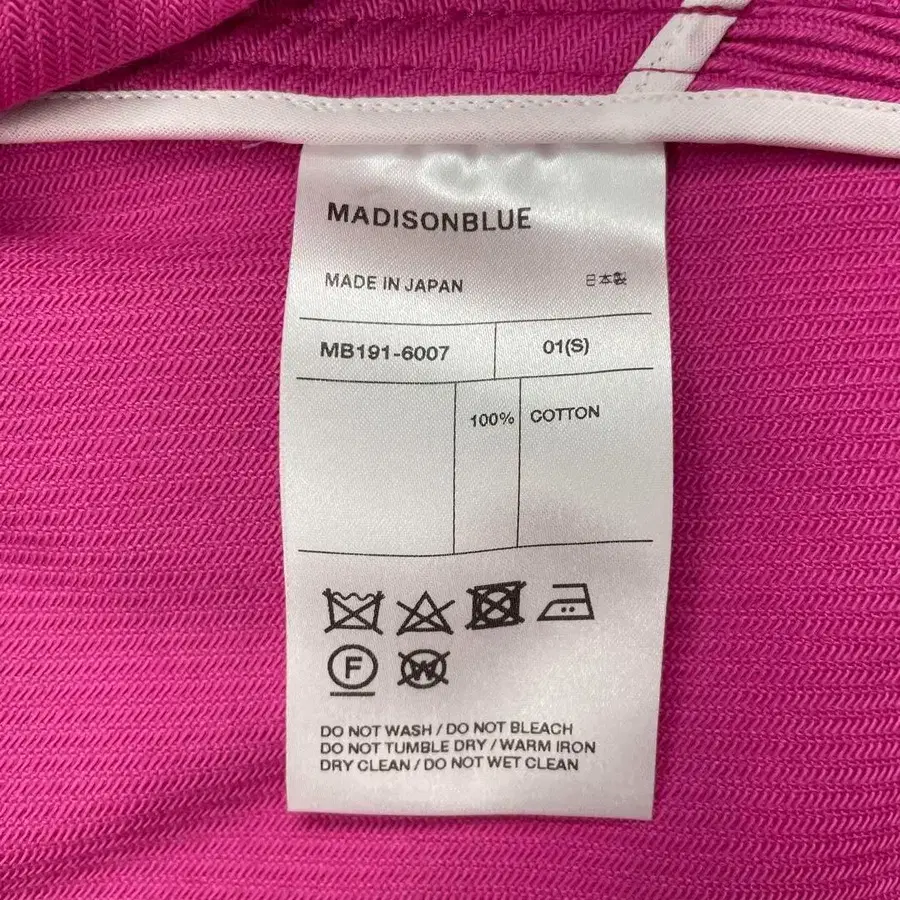 MADISONBLUE
MADE IN JAPAN 日本製
MB191-6007 01(S)
100% COTTON
F W
DO NOT WASH / DO NOT BLEACH
DO NOT TUMBLE DRY / WARM IRON
DRY CLEAN / DO NOT WET CLEAN